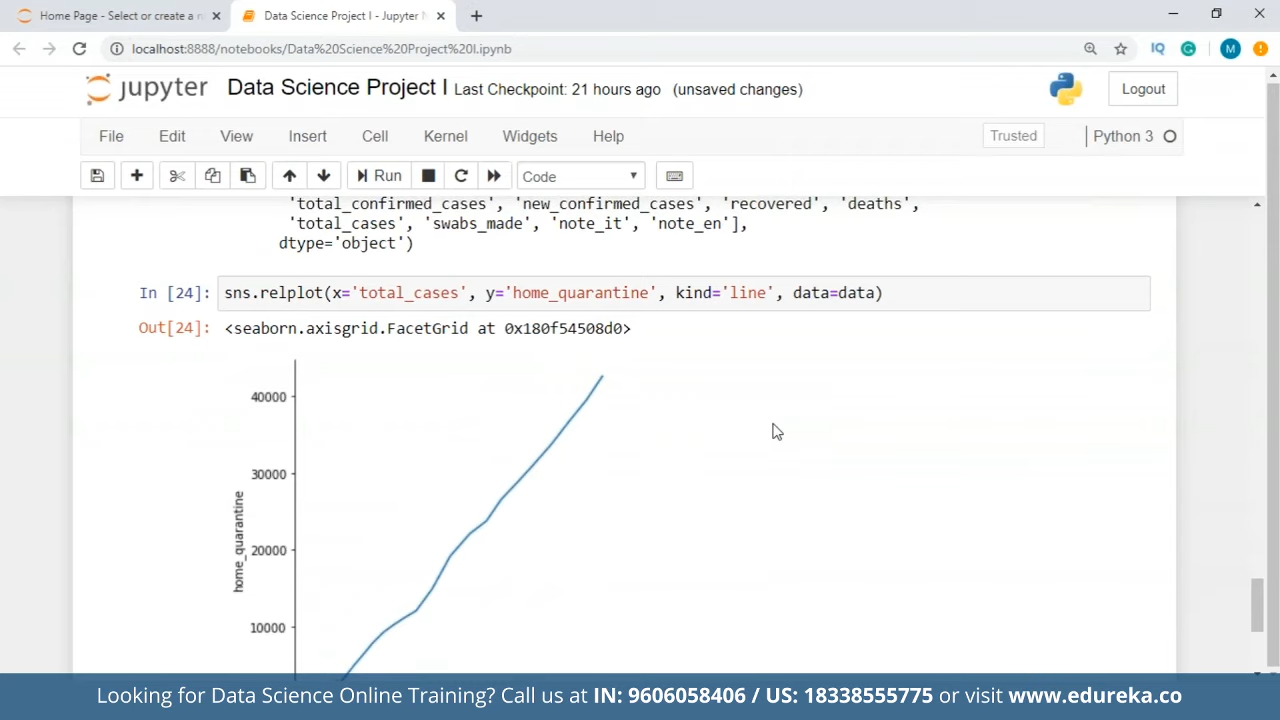 Home Page - Select or create a n
Data Science Project I - Jupyter N
localhost:8888/notebooks/Data%20Science%20Project%20I.ipynb
IQ
G
M
jupyter Data Science Project I Last Checkpoint: 21 hours ago (unsaved changes)
Logout
File Edit View Insert Cell Kernel Widgets Help
Trusted
Python 3
Run
Code
'total_confirmed_cases', 'new_confirmed_cases', 'recovered', 'deaths',
'total_cases', 'swabs_made', 'note_it', 'note_en'],
dtype='object')
In [24]: sns.relplot(x='total_cases', y='home_quarantine', kind='line', data=data)
Out[24]: <seaborn.axisgrid.FacetGrid at 0x180f54508d0>
40000
30000
home_quarantine
20000
10000
Looking for Data Science Online Training? Call us at IN: 9606058406 / US: 18338555775 or visit www.edureka.co